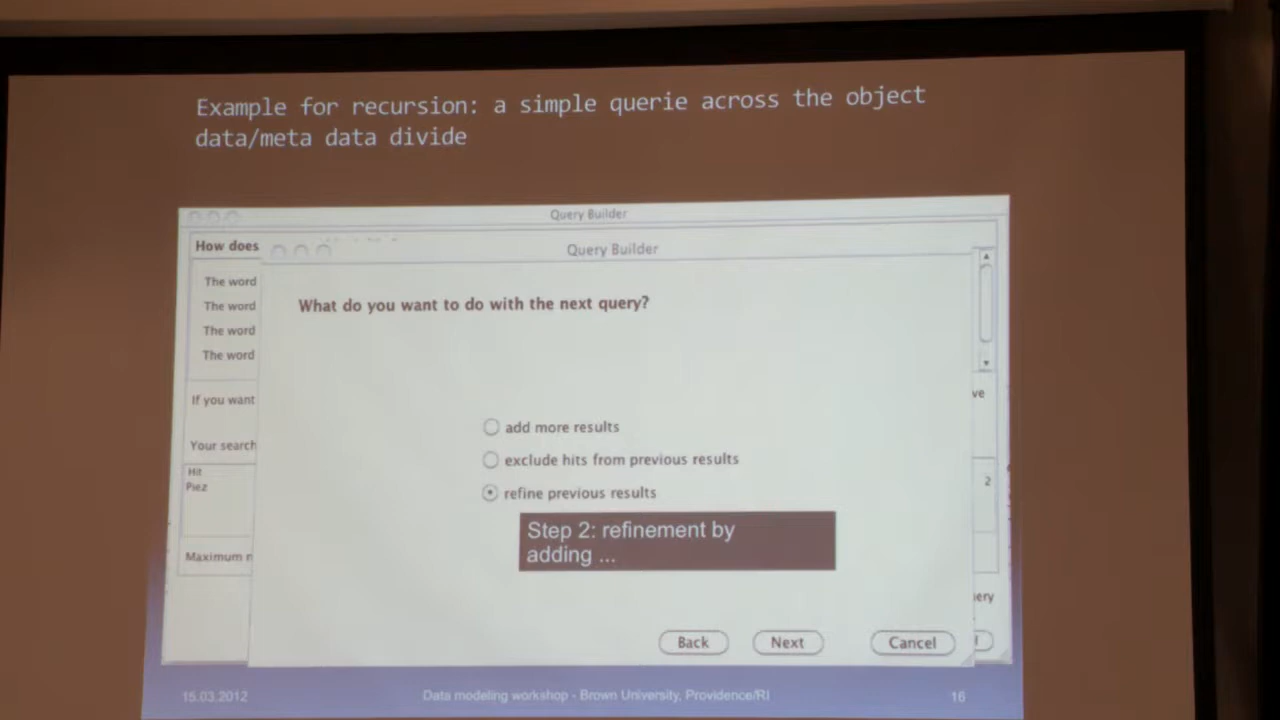 Example for recursion: a simple querie across the object
data/meta data divide
Query Builder
How does
Query Builder
The word
The word
The word
The word
What do you want to do with the next query?
If you want
ve
add more results
Your search
exclude hits from previous results
Hit
Piez
2
refine previous results
Step 2: refinement by
adding ...
Maximum n
ery
Back
Next
Cancel
15.03.2012
Data modeling workshop - Brown University, Providence/RI
16